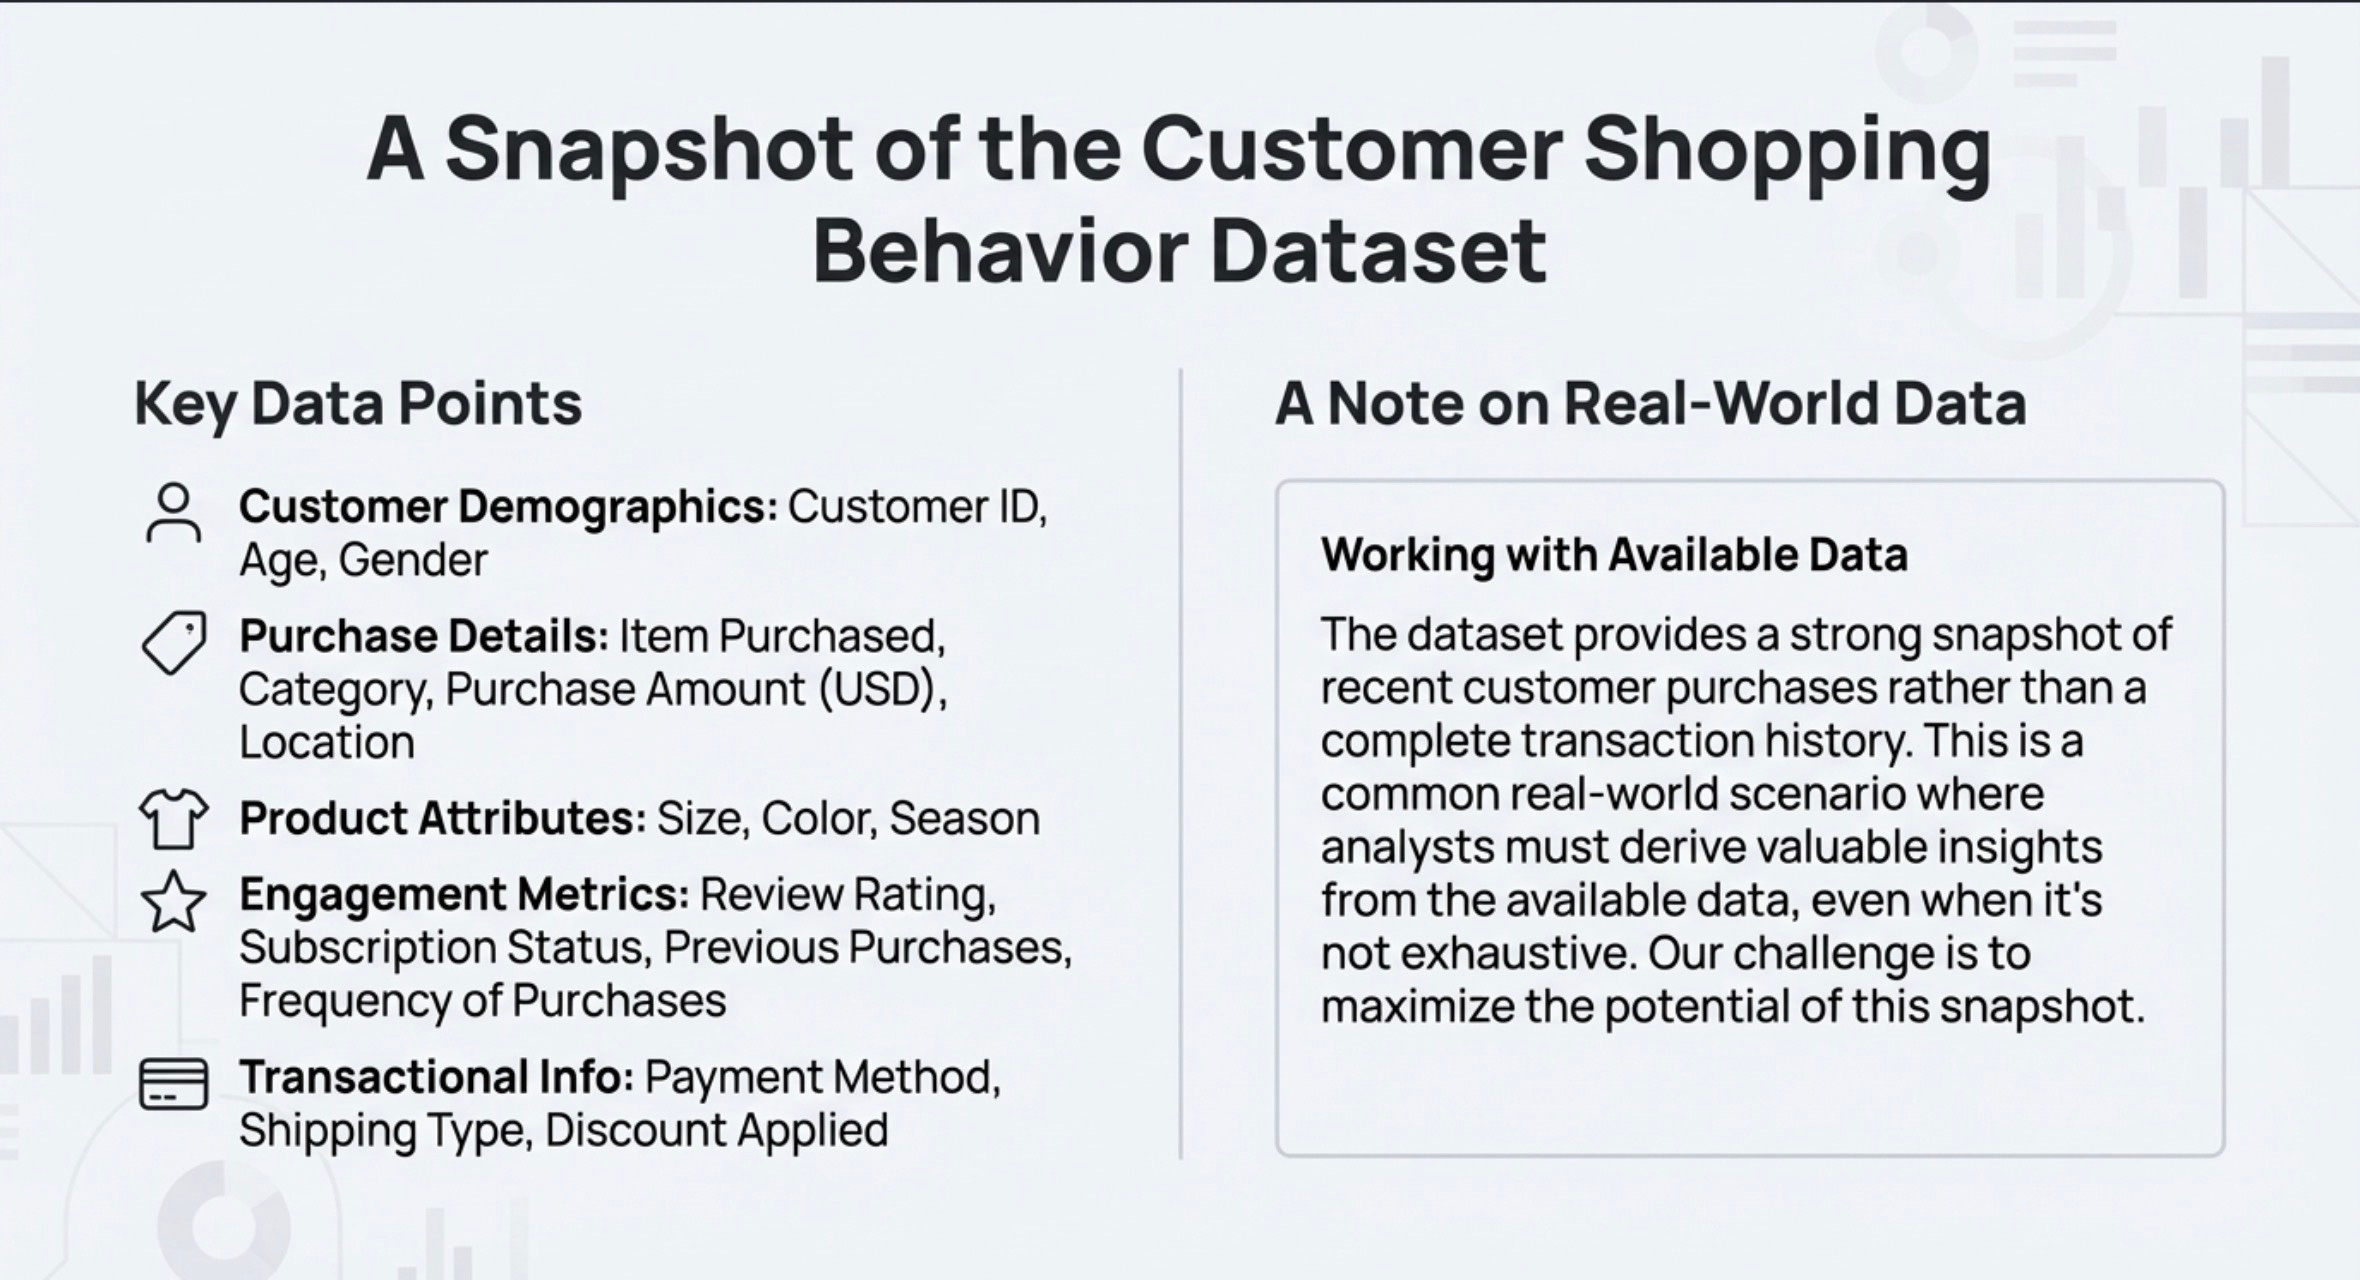 A Snapshot of the Customer Shopping
Behavior Dataset
Key Data Points
Customer Demographics: Customer ID,
Age, Gender
Purchase Details: Item Purchased,
Category, Purchase Amount (USD),
Location
Product Attributes: Size, Color, Season
Engagement Metrics: Review Rating,
Subscription Status, Previous Purchases,
Frequency of Purchases
Transactional Info: Payment Method,
Shipping Type, Discount Applied
A Note on Real-World Data
Working with Available Data
The dataset provides a strong snapshot of
recent customer purchases rather than a
complete transaction history. This is a
common real-world scenario where
analysts must derive valuable insights
from the available data, even when it's
not exhaustive. Our challenge is to
maximize the potential of this snapshot.